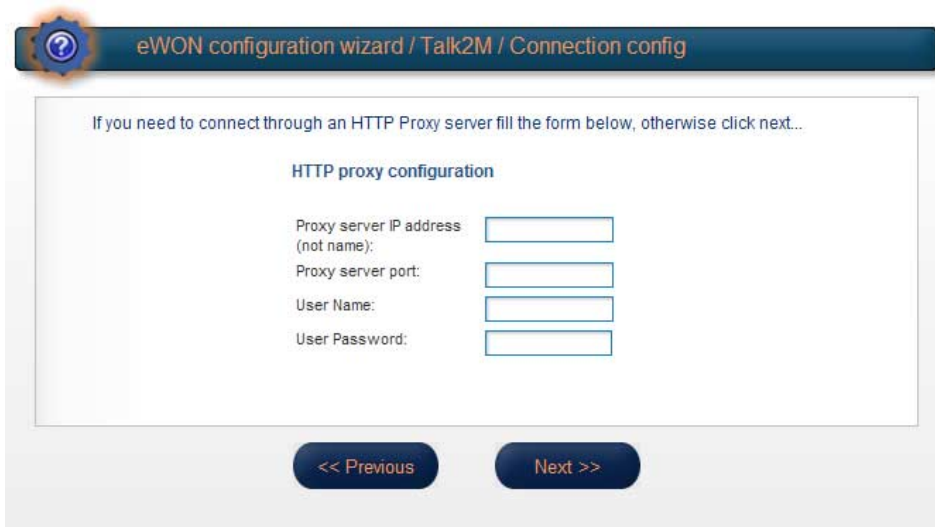 eWON configuration wizard / Talk2M / Connection config
If you need to connect through an HTTP Proxy server fill the form below, otherwise click next...
HTTP proxy configuration
Proxy server IP address
(not name):
Proxy server port:
User Name:
User Password:
<< Previous
Next >>